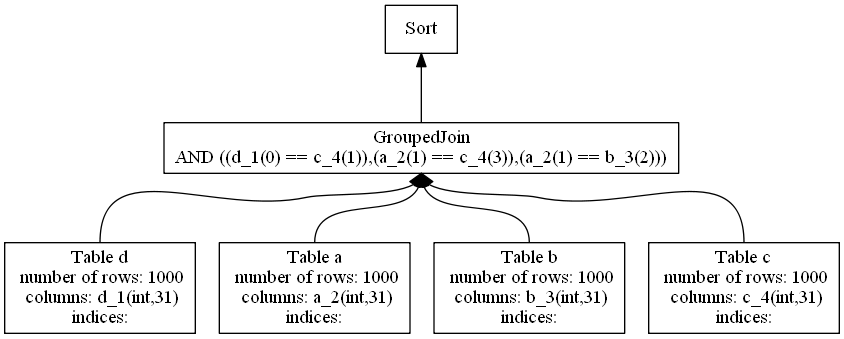 Sort
GroupedJoin
AND ((d_1(0) == c_4(1)),(a_2(1) == c_4(3)),(a_2(1) == b_3(2)))
Table d
number of rows: 1000
columns: d_1(int,31)
indices:
Table a
number of rows: 1000
columns: a_2(int,31)
indices:
Table b
number of rows: 1000
columns: b_3(int,31)
indices:
Table c
number of rows: 1000
columns: c_4(int,31)
indices: